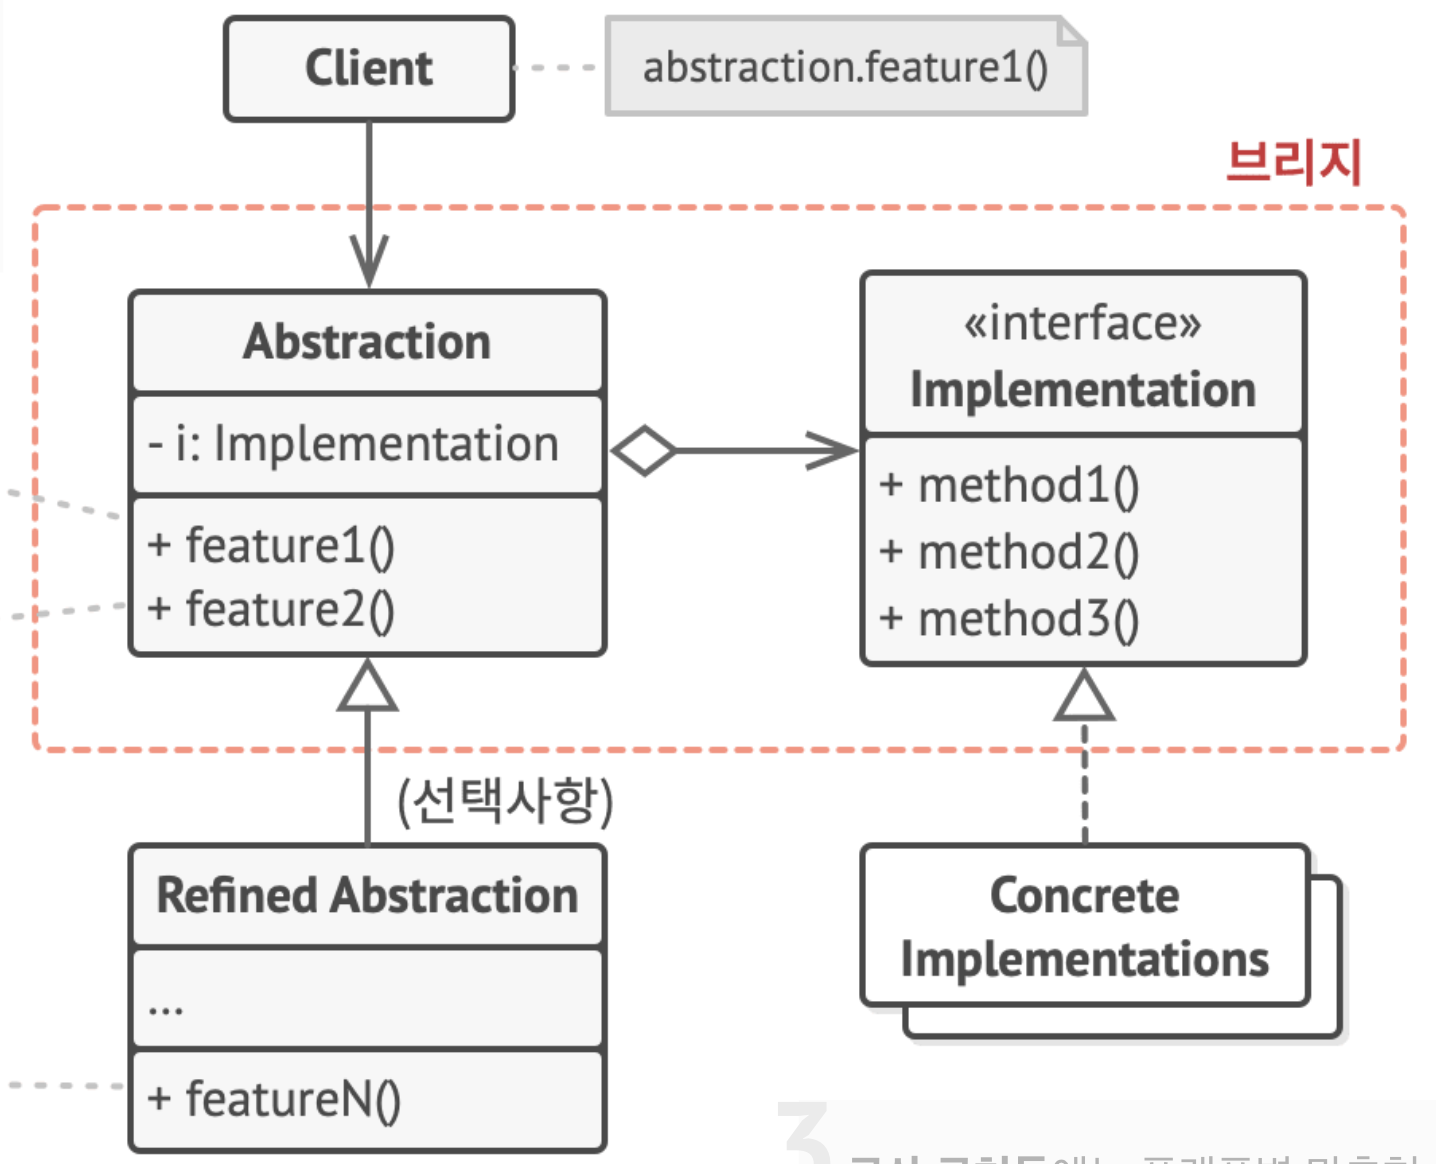 Client
abstraction.feature1()
브리지
Abstraction
- i: Implementation
+ feature1()
+ feature2()
«interface»
Implementation
+ method1()
+ method2()
+ method3()
(선택사항)
Refined Abstraction
...
+ featureN()
Concrete
Implementations
3